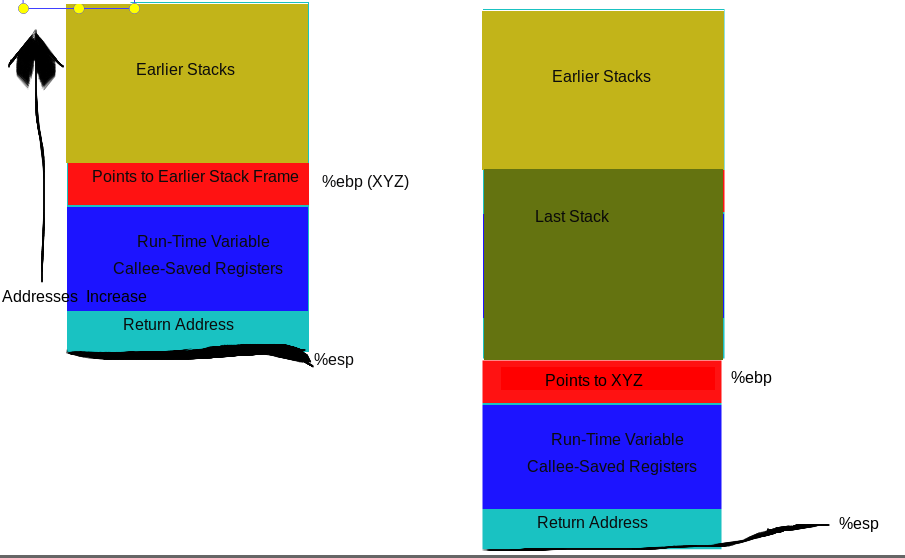 Earlier Stacks
Points to Earlier Stack Frame
%ebp (XYZ)
Run-Time Variable
Callee-Saved Registers
Addresses Increase
Return Address
%esp
Earlier Stacks
Last Stack
Points to XYZ
%ebp
Run-Time Variable
Callee-Saved Registers
Return Address
%esp